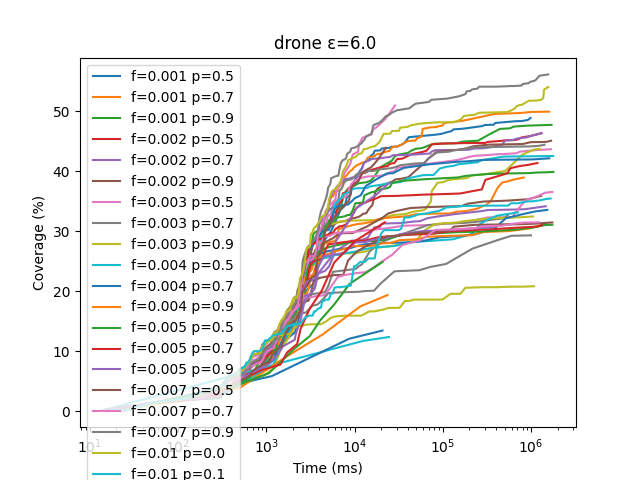 drone ε=6.0
Coverage (%)
50
40
30
20
10
0
f=0.001 p=0.5
f=0.001 p=0.7
f=0.001 p=0.9
f=0.002 p=0.5
f=0.002 p=0.7
f=0.002 p=0.9
f=0.003 p=0.5
f=0.003 p=0.7
f=0.003 p=0.9
f=0.004 p=0.5
f=0.004 p=0.7
f=0.004 p=0.9
f=0.005 p=0.5
f=0.005 p=0.7
f=0.005 p=0.9
f=0.007 p=0.5
f=0.007 p=0.7
f=0.007 p=0.9
f=0.01 p=0.0
f=0.01 p=0.1
10¹ 10² 10³ 10⁴ 10⁵ 10⁶
Time (ms)